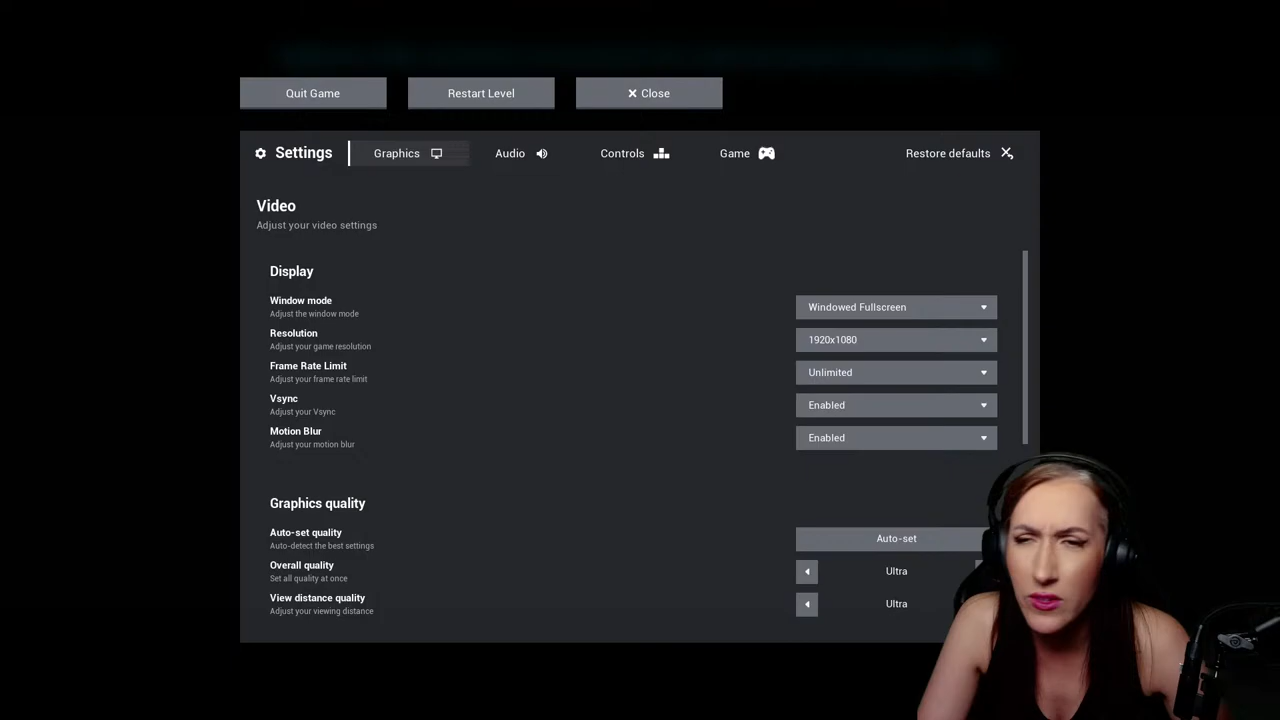 Quit Game
Restart Level
Close
Settings
Graphics
Audio
Controls
Game
Restore defaults
Video
Adjust your video settings
Display
Window mode
Adjust the window mode
Windowed Fullscreen
Resolution
Adjust your game resolution
1920x1080
Frame Rate Limit
Adjust your frame rate limit
Unlimited
Vsync
Adjust your Vsync
Enabled
Motion Blur
Adjust your motion blur
Enabled
Graphics quality
Auto-set quality
Auto-detect the best settings
Auto-set
Overall quality
Set all quality at once
Ultra
View distance quality
Adjust your viewing distance
Ultra